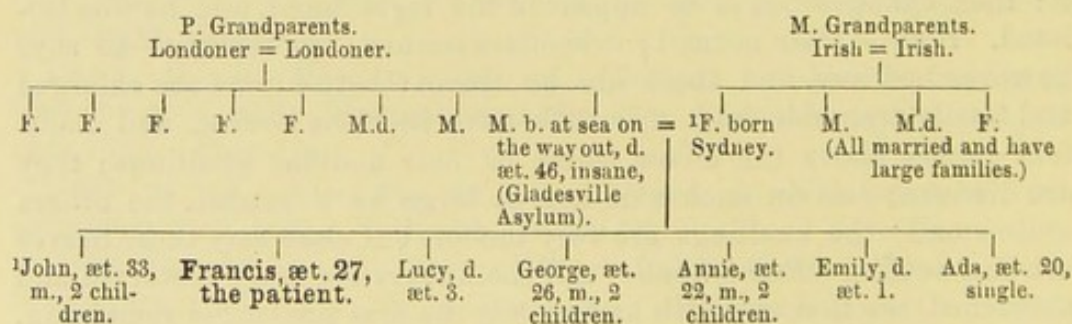 P. Grandparents.
Londoner = Londoner.
M. Grandparents.
Irish = Irish.
F. F. F. F. F. M.d. M. M. b. at sea on = ¹F. born M. M.d. F.
the way out, d. Sydney. (All married and have
æt. 46, insane, large families.)
(Gladesville
Asylum).
¹John, æt. 33, Francis, æt. 27, Lucy, d. George, æt. Annie, æt. Emily, d. Ada, æt. 20,
m., 2 chil- the patient. æt. 3. 26, m., 2 22, m., 2 æt. 1. single.
dren. children. children.